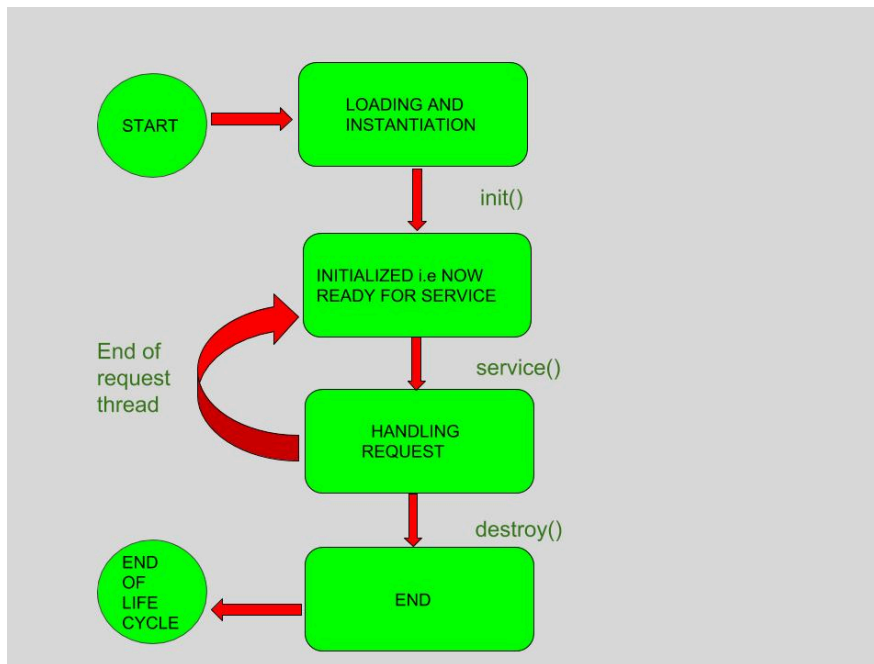 START
LOADING AND
INSTANTIATION
init()
INITIALIZED i.e NOW
READY FOR SERVICE
End of
request
thread
service()
HANDLING
REQUEST
destroy()
END
OF
LIFE
CYCLE
END